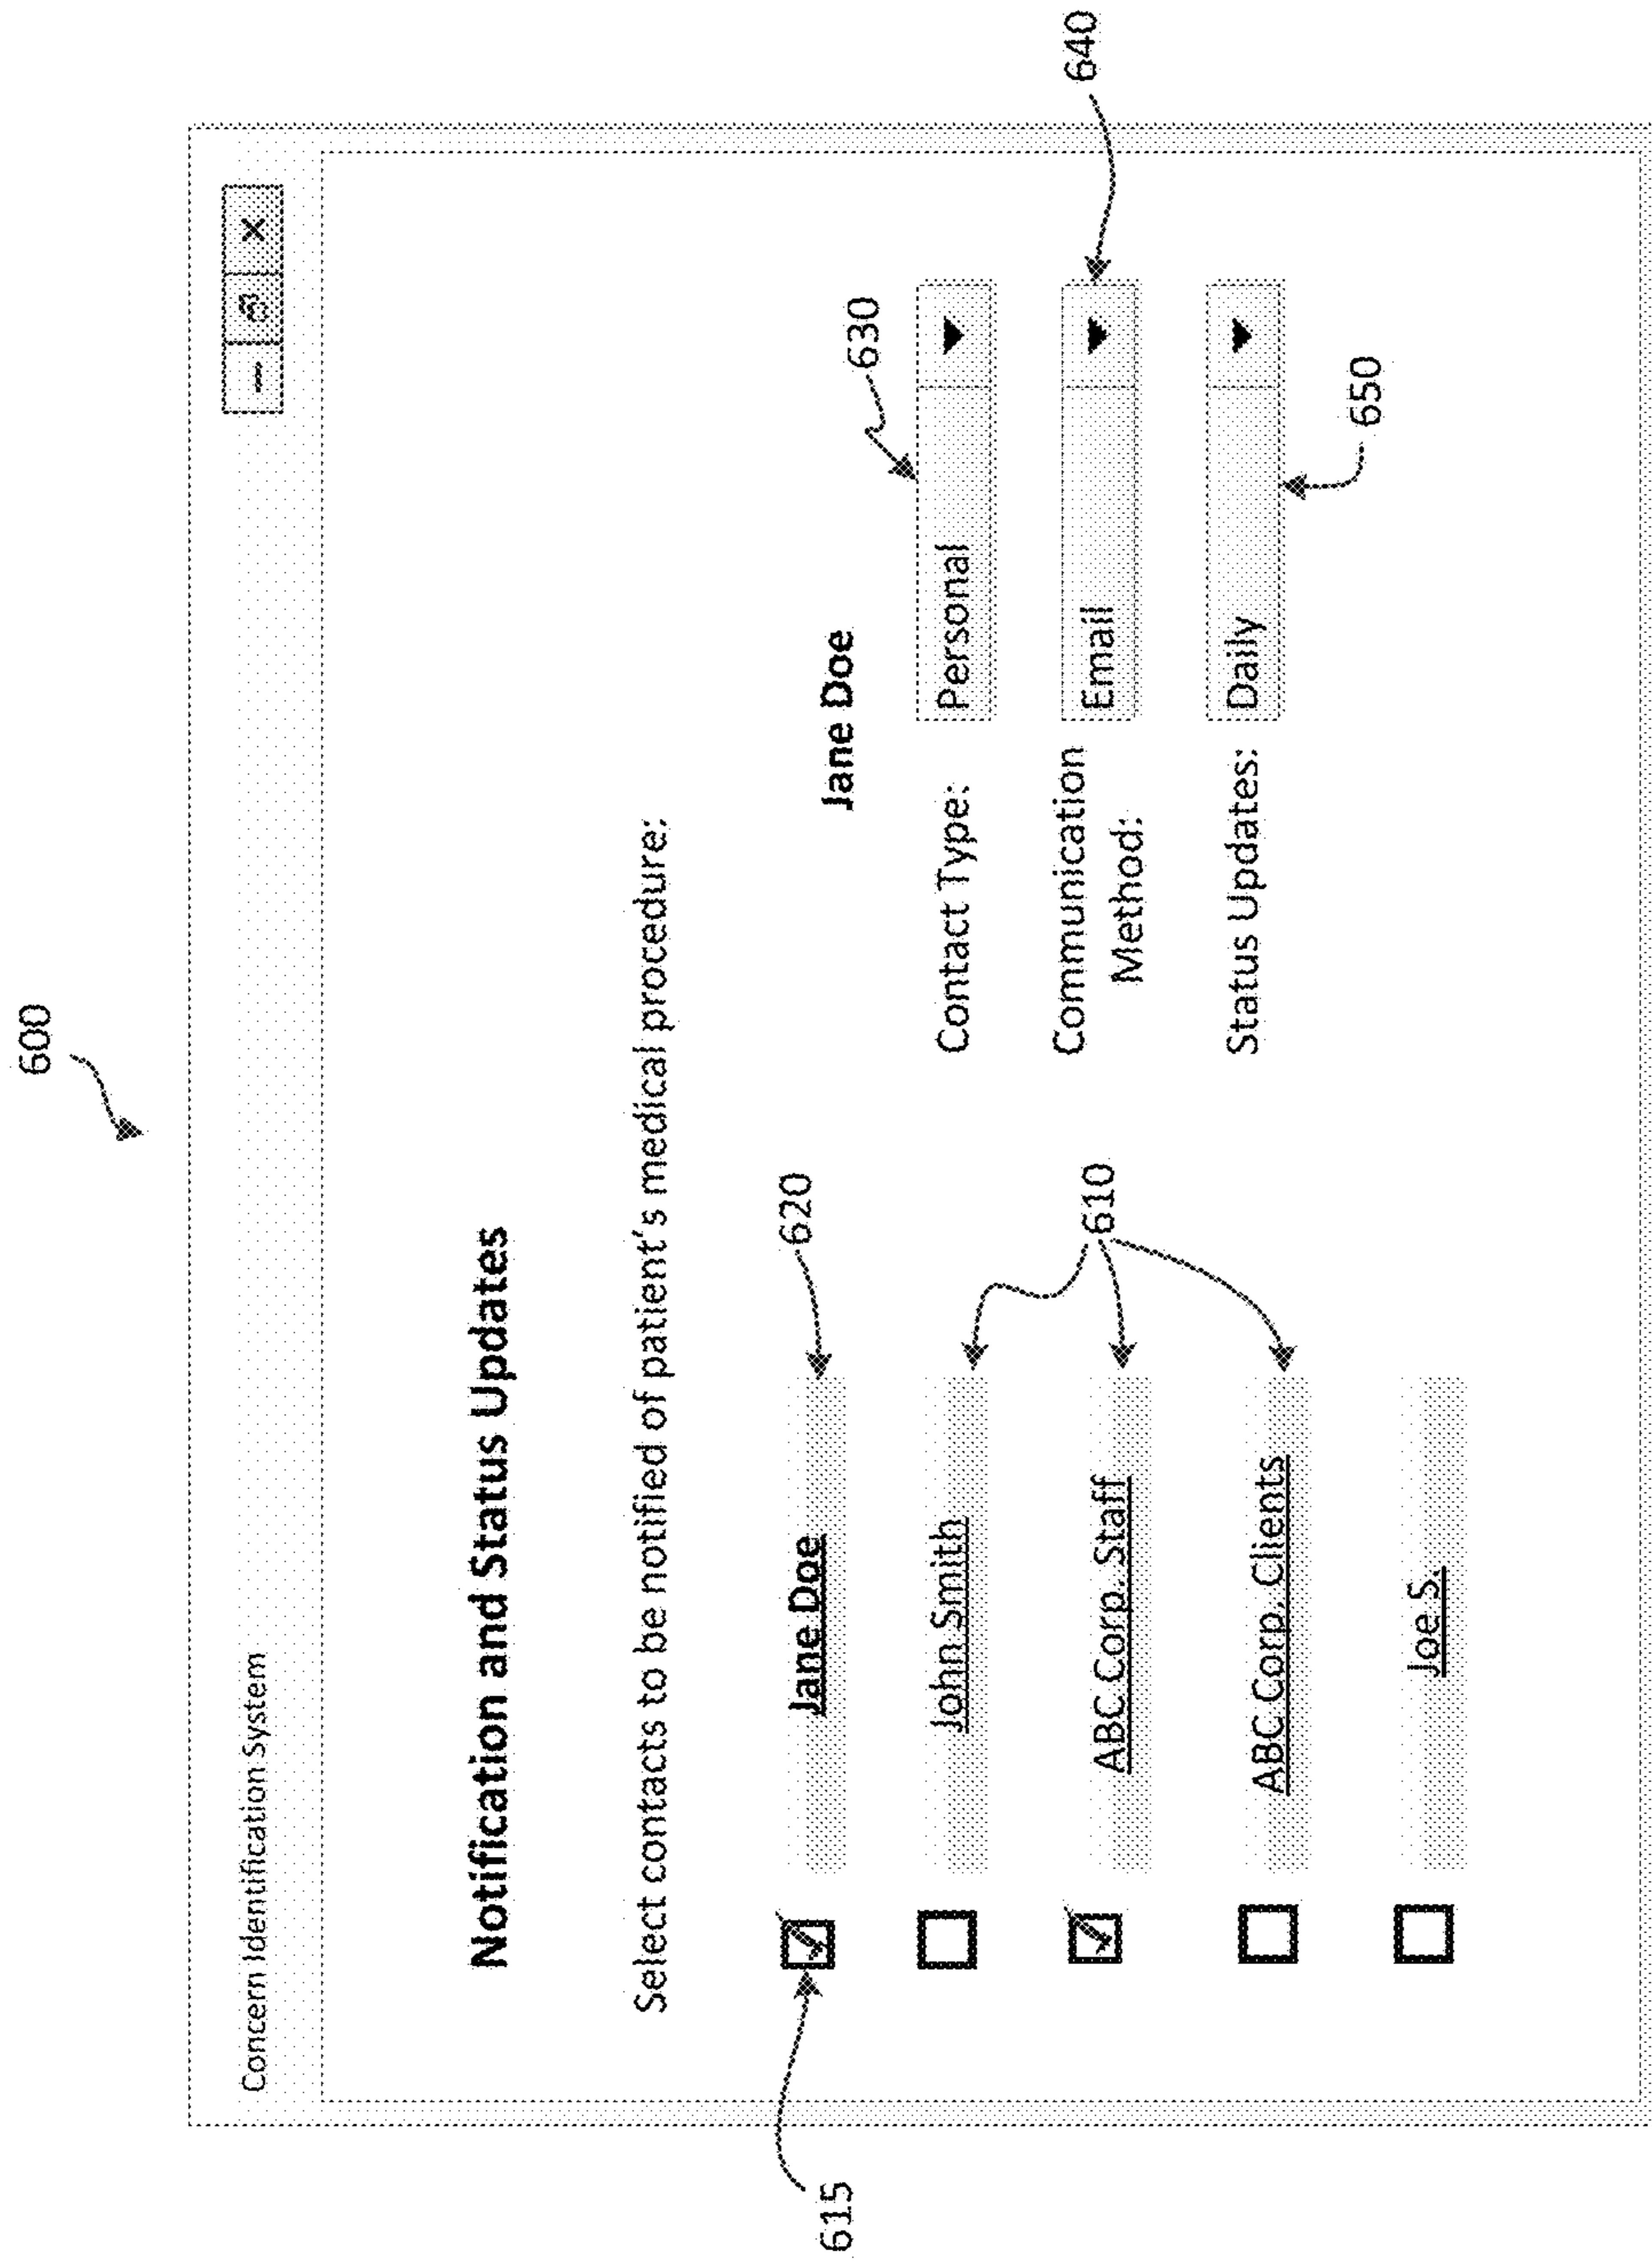 600
Concern Identification System
Notification and Status Updates
Select contacts to be notified of patient's medical procedure:
615
Jane Doe
620
John Smith
610
ABC Corp. Staff
ABC Corp. Clients
Joe S.
Jane Doe
630
Contact Type: Personal
640
Communication
Method: Email
Status Updates: Daily
650